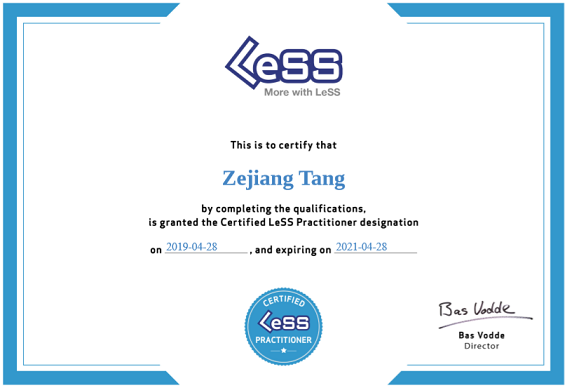 LeSS
More with LeSS
This is to certify that
Zejiang Tang
by completing the qualifications,
is granted the Certified LeSS Practitioner designation
on 2019-04-28 , and expiring on 2021-04-28
CERTIFIED
LeSS
PRACTITIONER
Bas Vodde
Bas Vodde
Director